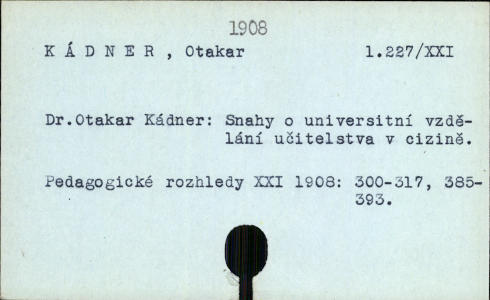 1908
KÁDNER, Otakar 1.227/XXI
Dr.Otakar Kádner: Snahy o universitní vzdě-
lání učitelstva v cizině.
Pedagogické rozhledy XXI 1908: 300-317, 385-
393.